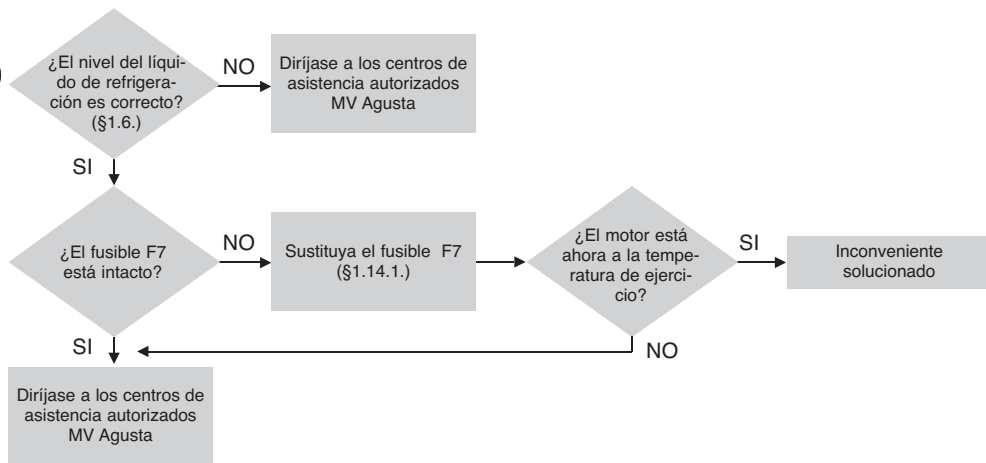 ¿El nivel del líqui-
do de refrigera-
ción es correcto?
(§1.6.)
NO
Diríjase a los centros de
asistencia autorizados
MV Agusta
SI
¿El fusible F7
está intacto?
NO
Sustituya el fusible F7
(§1.14.1.)
¿El motor está
ahora a la tempe-
ratura de ejerci-
cio?
SI
Inconveniente
solucionado
SI
NO
Diríjase a los centros de
asistencia autorizados
MV Agusta